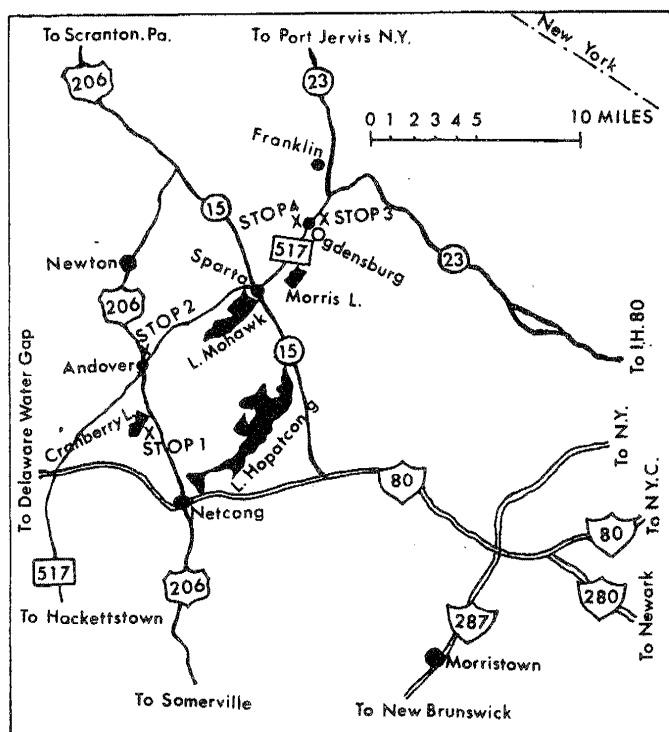 To Scranton. Pa.
To Port Jervis N.Y.
New York
206
23
0 1 2 3 4 5 10 MILES
Franklin
15
STOP 4
STOP 3
X X
Ogdensburg
517
Newton
Sparta
23
206
Morris L.
STOP 2
X
L. Mohawk
To I.H.80
Andover
15
Cranberry L.
X
STOP 1
L. Hopatcong
To Delaware Water Gap
To N.Y.
80
To N.Y.C.
Netcong
80
517
206
280
To Newark
287
To Hackettstown
Morristown
To Somerville
To New Brunswick